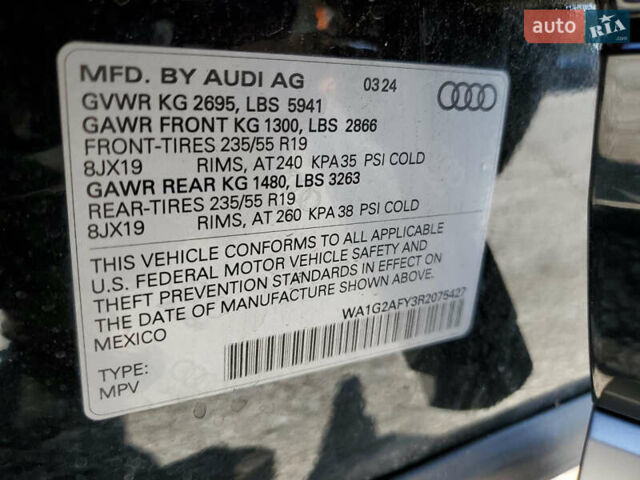 auto RIA
.com
MFD. BY AUDI AG 03 24
GVWR KG 2695, LBS 5941
GAWR FRONT KG 1300, LBS 2866
FRONT-TIRES 235/55 R19
8JX19 RIMS, AT 240 KPA 35 PSI COLD
GAWR REAR KG 1480, LBS 3263
REAR-TIRES 235/55 R19
8JX19 RIMS, AT 260 KPA 38 PSI COLD
THIS VEHICLE CONFORMS TO ALL APPLICABLE
U.S. FEDERAL MOTOR VEHICLE SAFETY AND
THEFT PREVENTION STANDARDS IN EFFECT ON
THE DATE OF MANUFACTURE SHOWN ABOVE.
MEXICO
WA1G2AFY3R2075427
TYPE:
MPV